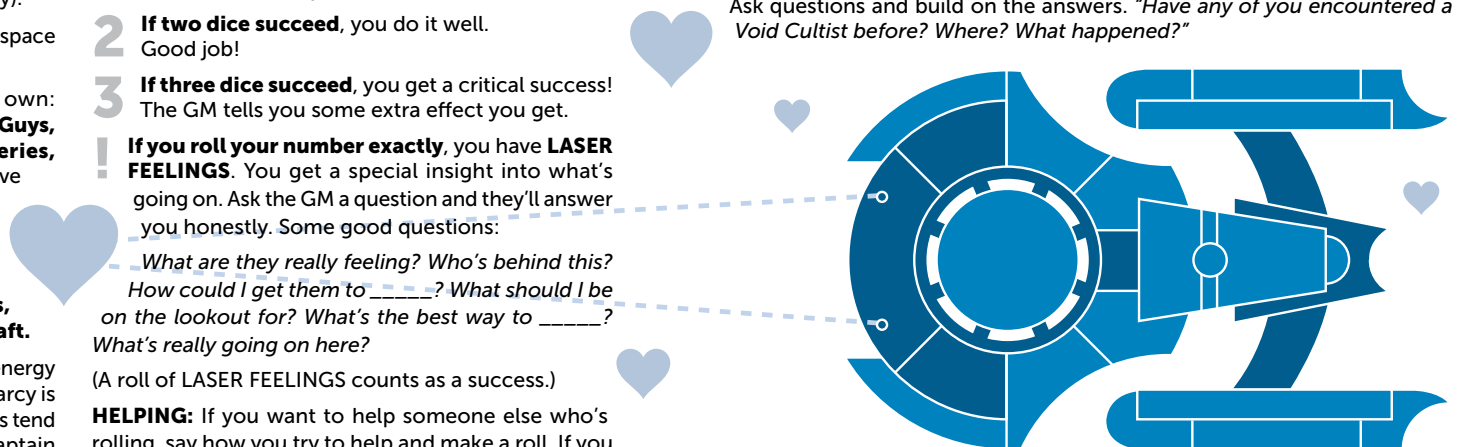 y).
space
own:
Guys,
eries,
ve
s,
aft.
nergy
arcy is
s tend
aptain
2 If two dice succeed, you do it well.
Good job!
3 If three dice succeed, you get a critical success!
The GM tells you some extra effect you get.
! If you roll your number exactly, you have LASER
FEELINGS. You get a special insight into what's
going on. Ask the GM a question and they'll answer
you honestly. Some good questions:
What are they really feeling? Who's behind this?
How could I get them to _____? What should I be
on the lookout for? What's the best way to _____?
What's really going on here?
(A roll of LASER FEELINGS counts as a success.)
HELPING: If you want to help someone else who's
rolling, say how you try to help and make a roll. If you
Ask questions and build on the answers. "Have any of you encountered a
Void Cultist before? Where? What happened?"